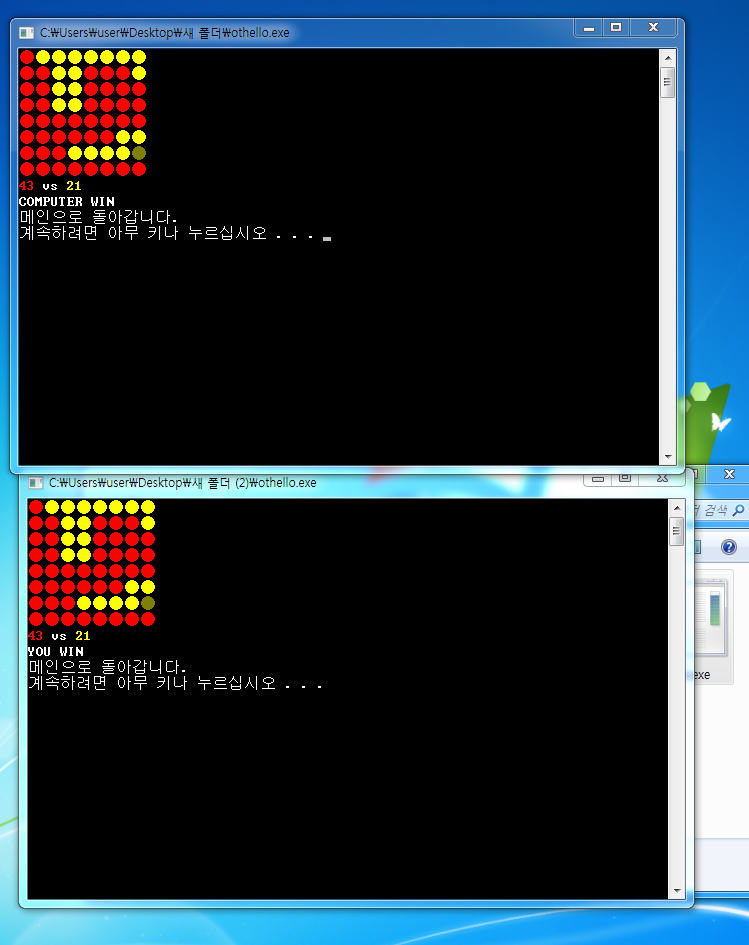 C:₩Users₩user₩Desktop₩새 폴더₩othello.exe
43 vs 21
COMPUTER WIN
메인으로 돌아갑니다.
계속하려면 아무 키나 누르십시오 . . .
C:₩Users₩user₩Desktop₩새 폴더 (2)₩othello.exe
검색
43 vs 21
YOU WIN
메인으로 돌아갑니다.
exe
계속하려면 아무 키나 누르십시오 . . .